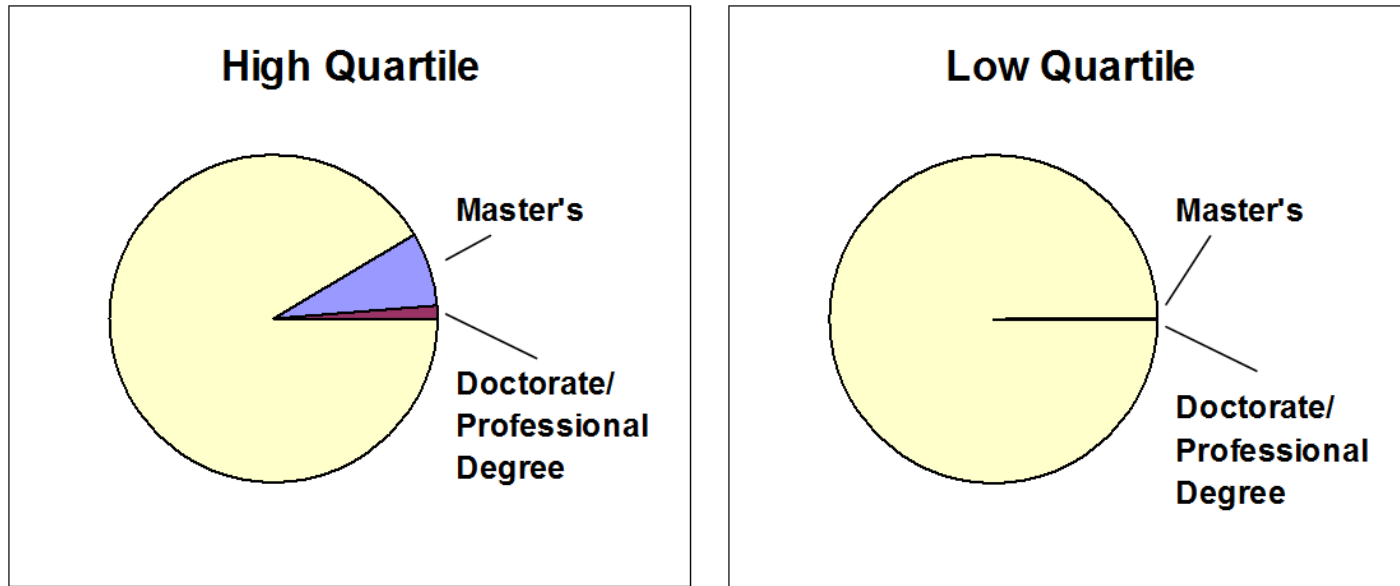 High Quartile
Master's
Doctorate/
Professional
Degree
Low Quartile
Master's
Doctorate/
Professional
Degree